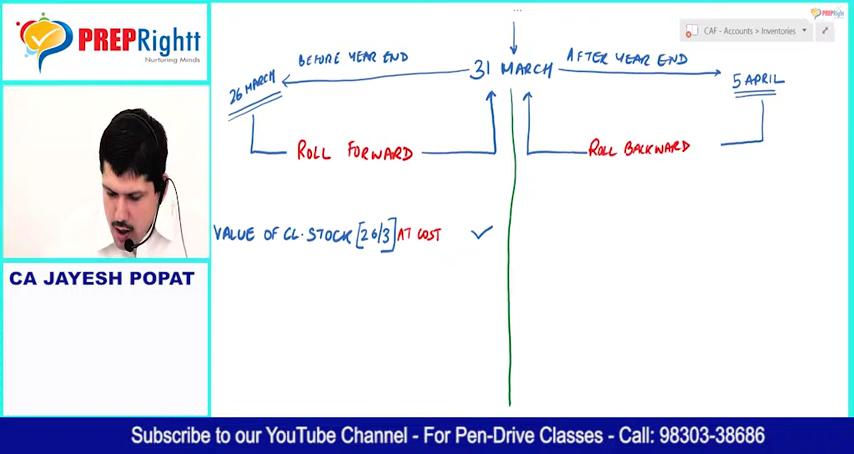 PREPRightt
Nurturing Minds
CA JAYESH POPAT
CAF - Accounts > Inventories
PREPRightt
BEFORE YEAR END
31 MARCH
AFTER YEAR END
26 MARCH
5 APRIL
ROLL FORWARD
ROLL BACKWARD
VALUE OF CL. STOCK [26/3] AT COST
Subscribe to our YouTube Channel - For Pen-Drive Classes - Call: 98303-38686